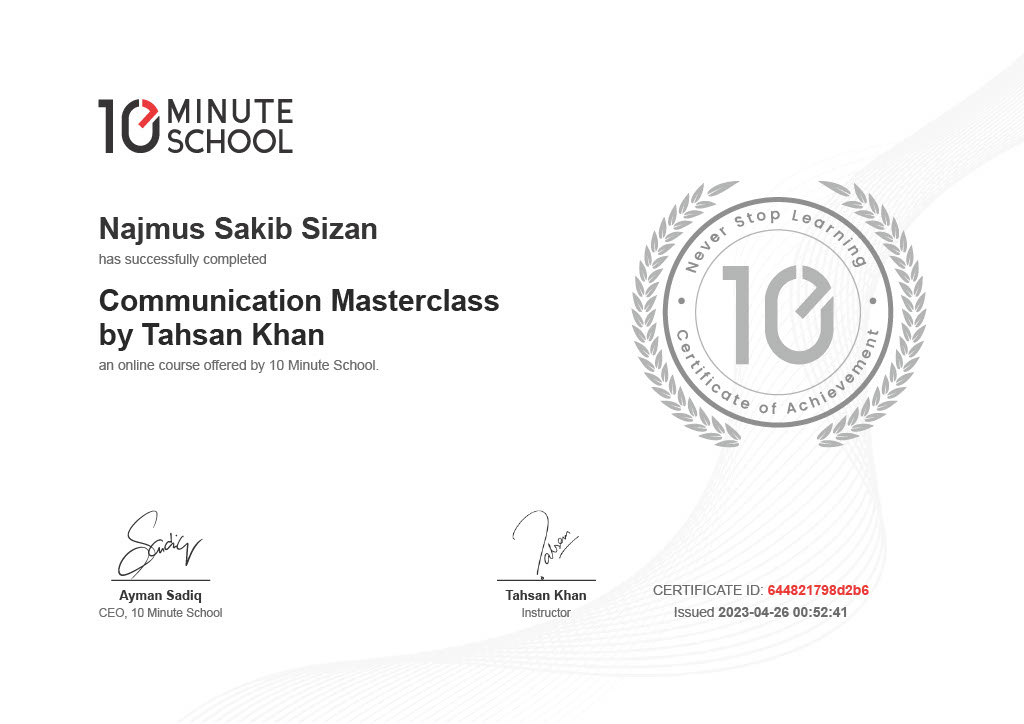 10 MINUTE
SCHOOL
Najmus Sakib Sizan
has successfully completed
Communication Masterclass
by Tahsan Khan
an online course offered by 10 Minute School.
Never Stop Learning
10
Certificate of Achievement
Sadiq
Tahsan
Ayman Sadiq
CEO, 10 Minute School
Tahsan Khan
Instructor
CERTIFICATE ID: 644821798d2b6
Issued 2023-04-26 00:52:41